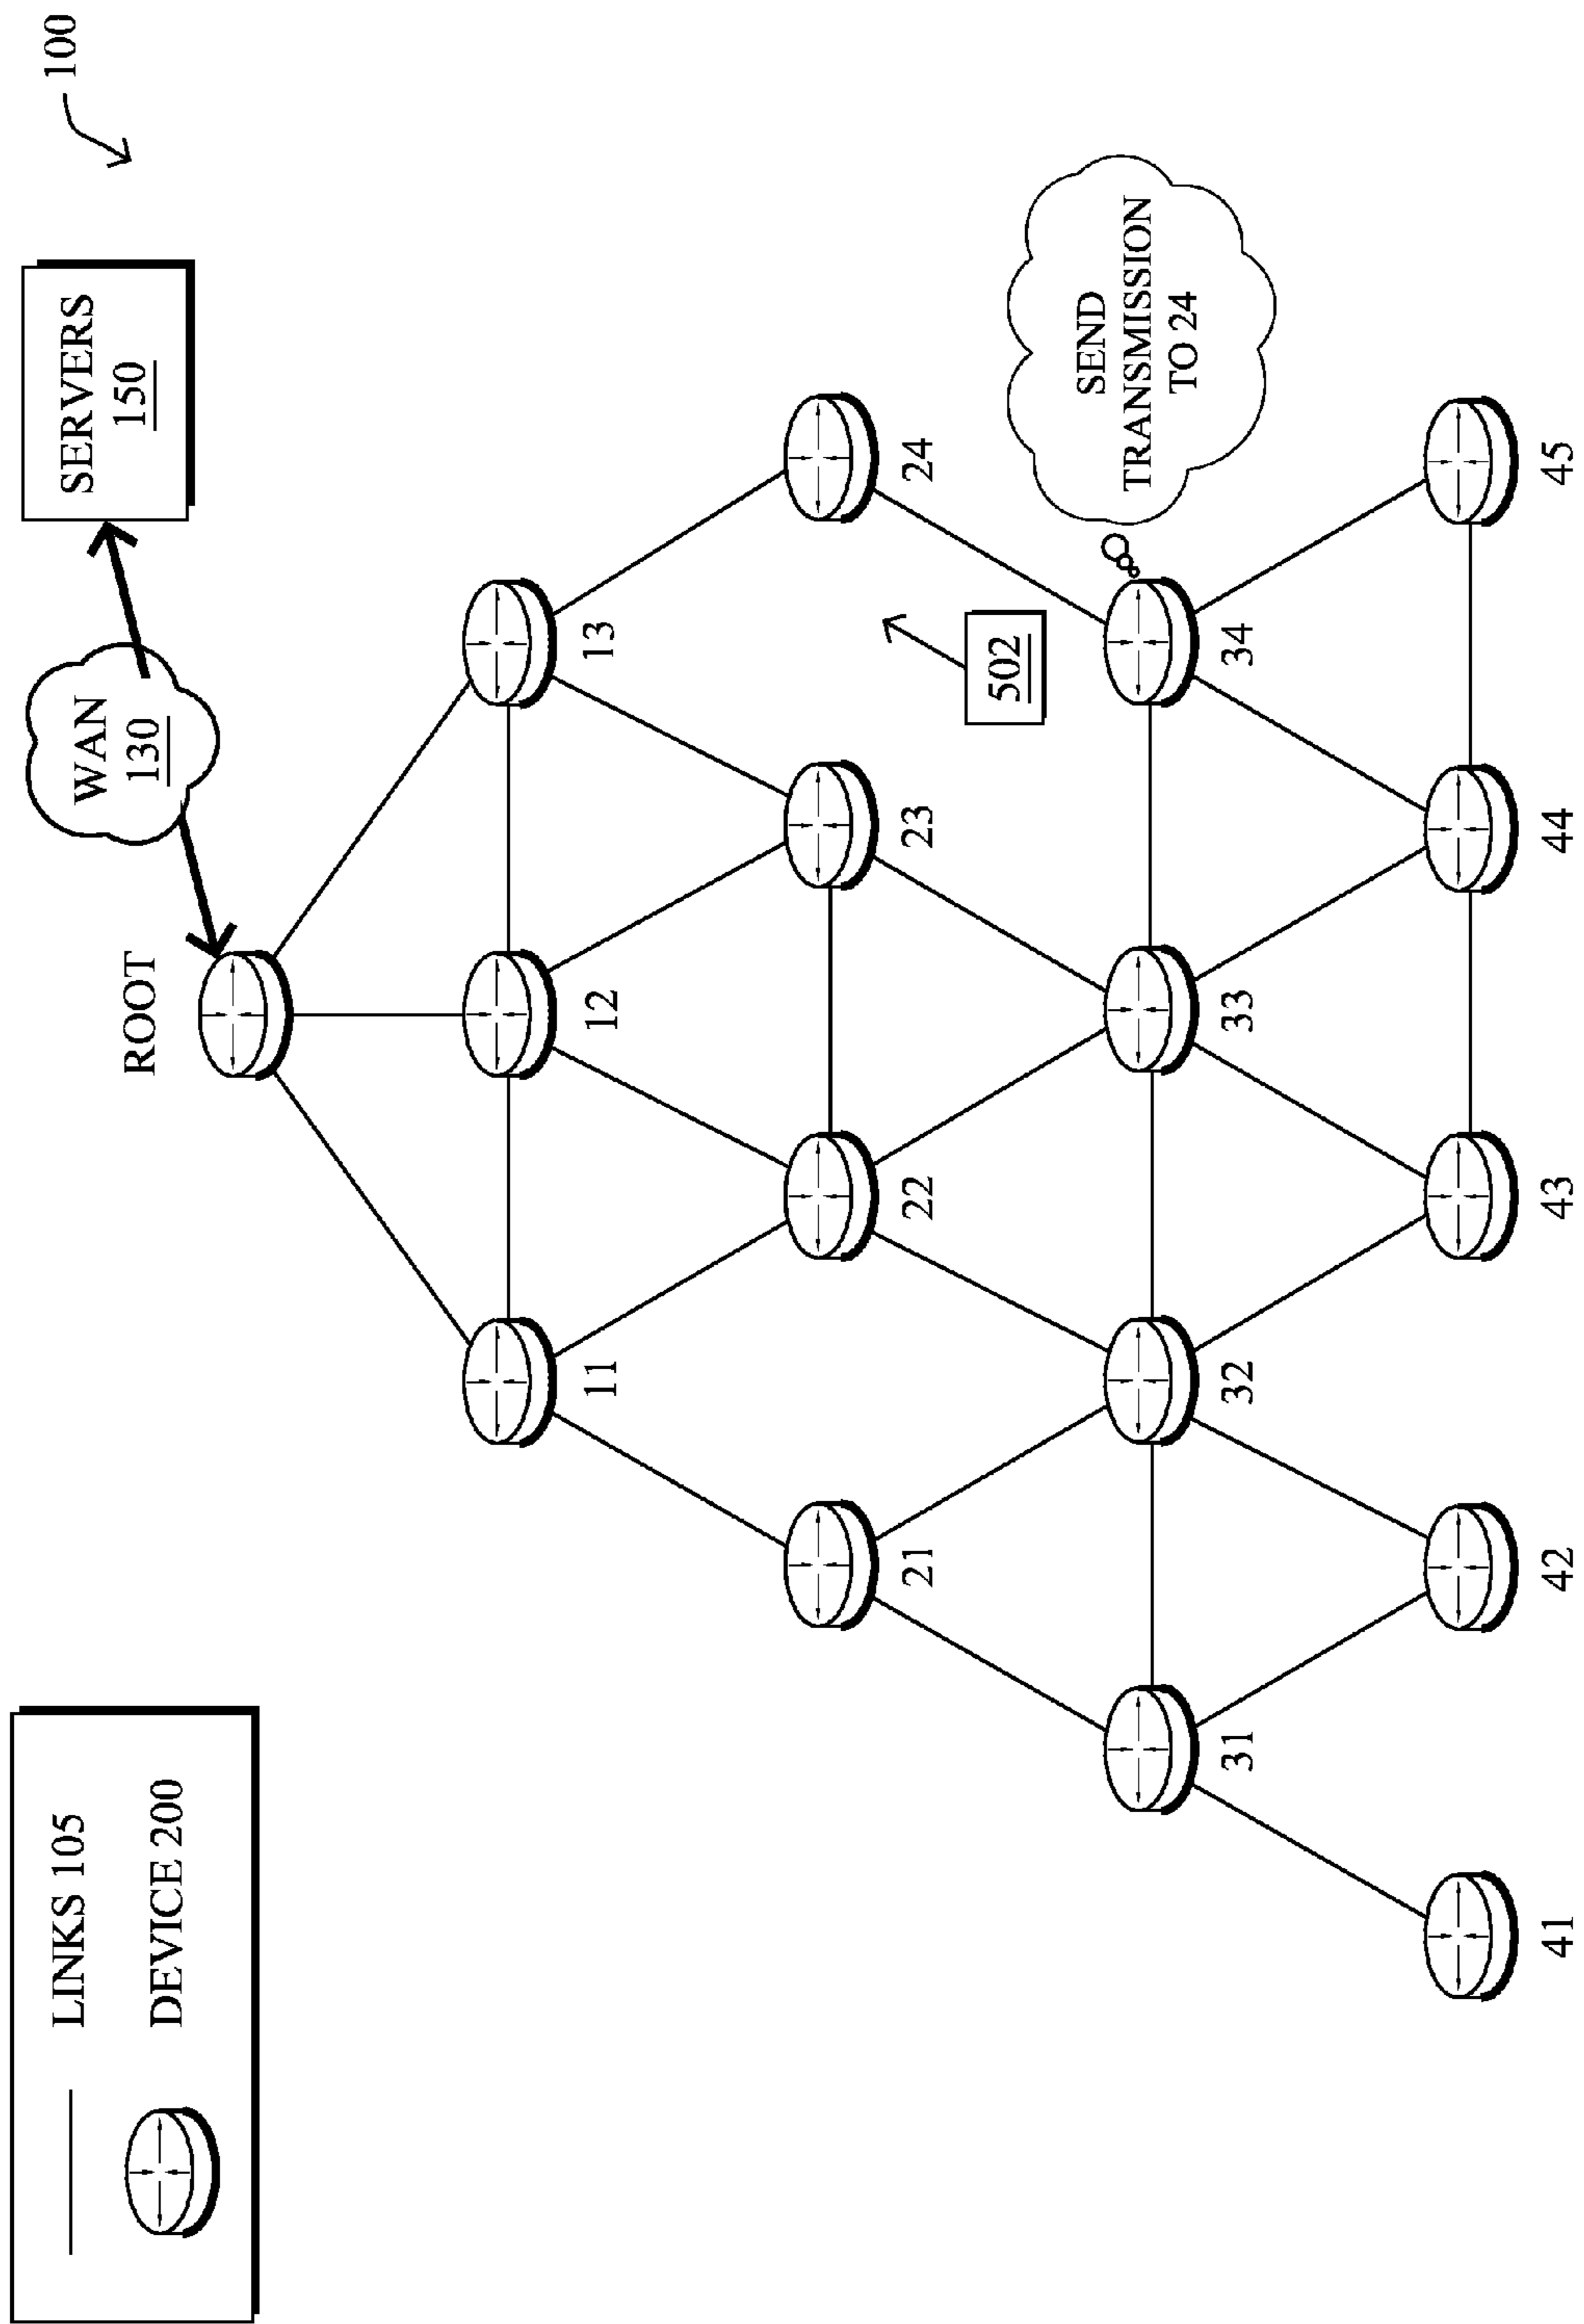 LINKS 105
DEVICE 200
ROOT
WAN
130
SERVERS
150
100
11
12
13
21
22
23
24
502
SEND
TRANSMISSION
TO 24
31
32
33
34
41
42
43
44
45